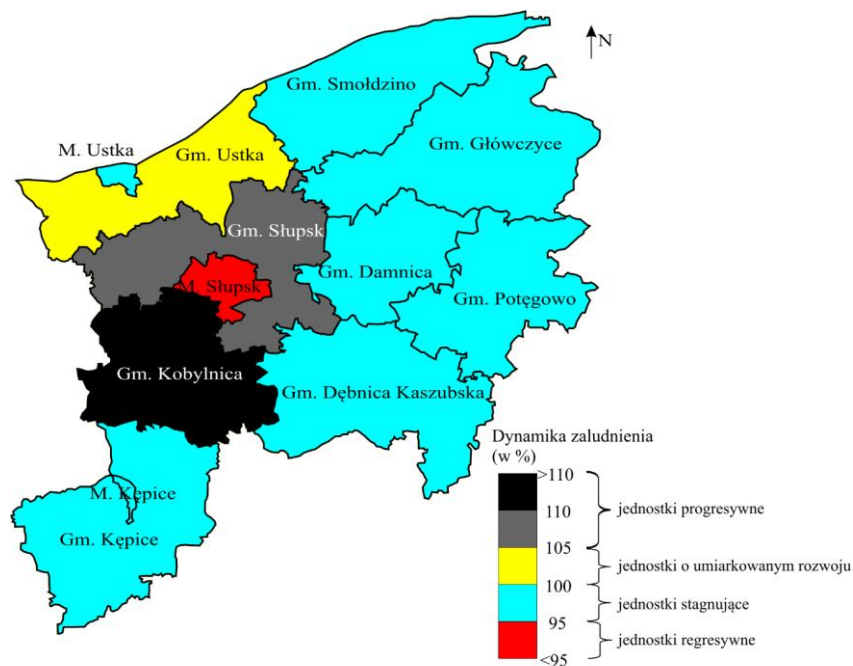 N
Gm. Smołdzino
M. Ustka
Gm. Ustka
Gm. Główczyce
Gm. Słupsk
Gm. Damnica
M. Słupsk
Gm. Potęgowo
Gm. Kobylnica
Gm. Dębnica Kaszubska
M. Kępice
Gm. Kępice
Dynamika zaludnienia
(w %)
>110
110
jednostki progresywne
105
jednostki o umiarkowanym rozwoju
100
jednostki stagnujące
95
jednostki regresywne
<95